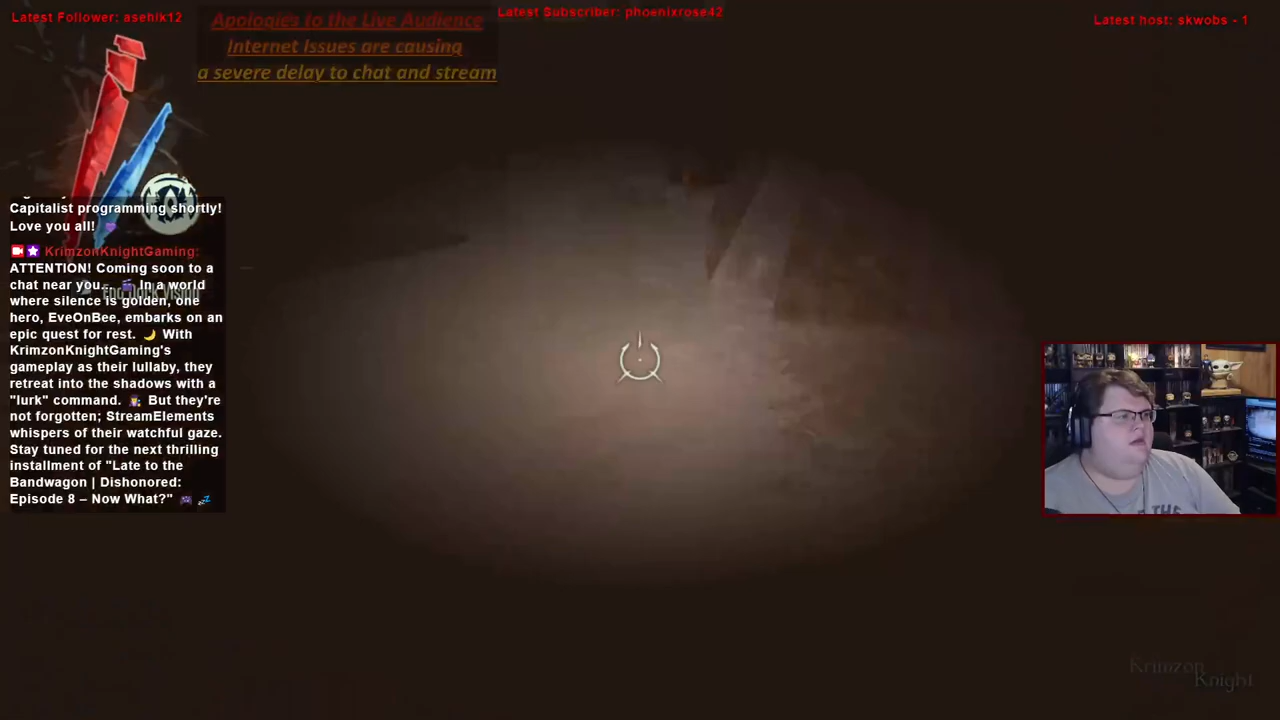 Latest Follower: asehik12
Apologies to the Live Audience
Internet Issues are causing
a severe delay to chat and stream
Latest Subscriber: phoenixrose42
Latest host: skwobs - 1
Capitalist programming shortly!
Love you all!
KrimzonKnightGaming:
ATTENTION! Coming soon to a
chat near you... In a world
where silence is golden, one
hero, EveOnBee, embarks on an
epic quest for rest. With
KrimzonKnightGaming's
gameplay as their lullaby, they
retreat into the shadows with a
"lurk" command. But they're
not forgotten; StreamElements
whispers of their watchful gaze.
Stay tuned for the next thrilling
installment of "Late to the
Bandwagon | Dishonored:
Episode 8 – Now What?"
End Dark Vision
THE
Krimzon
Knight